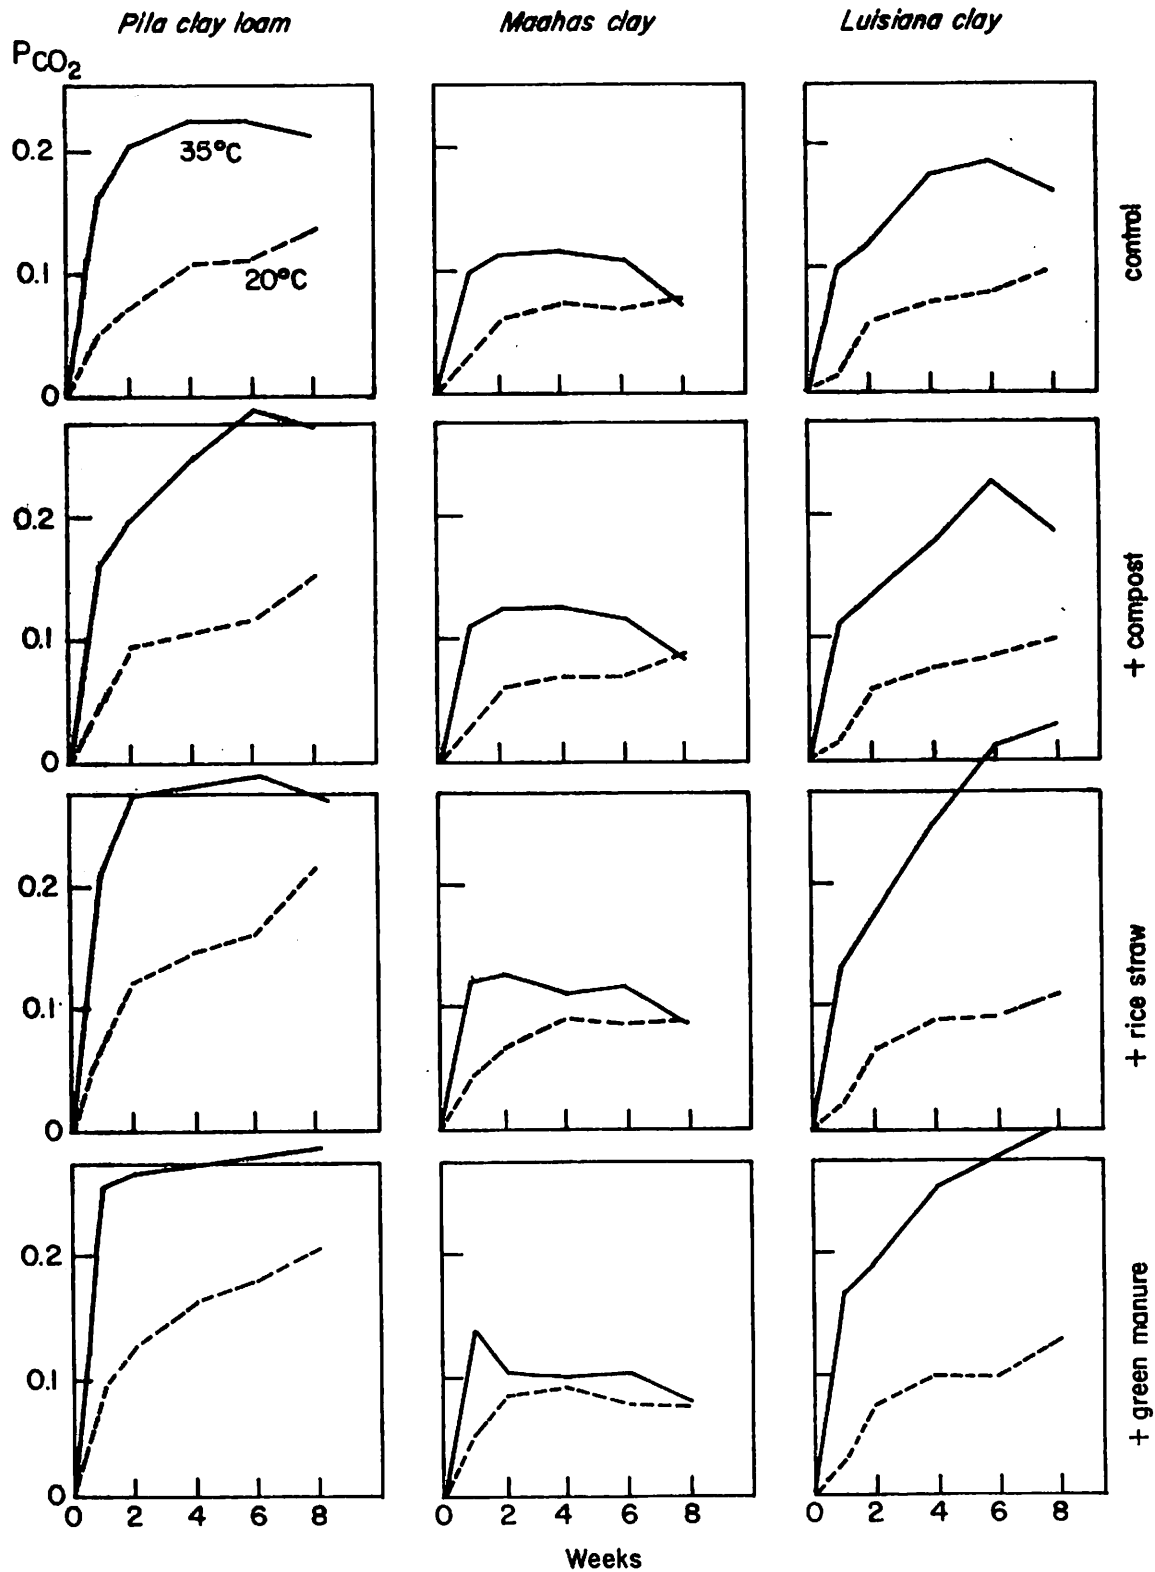 Pila clay loam Maahas clay Luisiana clay
PCO2
0.2
35°C
0.1
20°C
0
control
0.2
0.1
0
+ compost
0.2
0.1
0
+ rice straw
0.2
0.1
0
+ green manure
0 2 4 6 8 0 2 4 6 8 0 2 4 6 8
Weeks